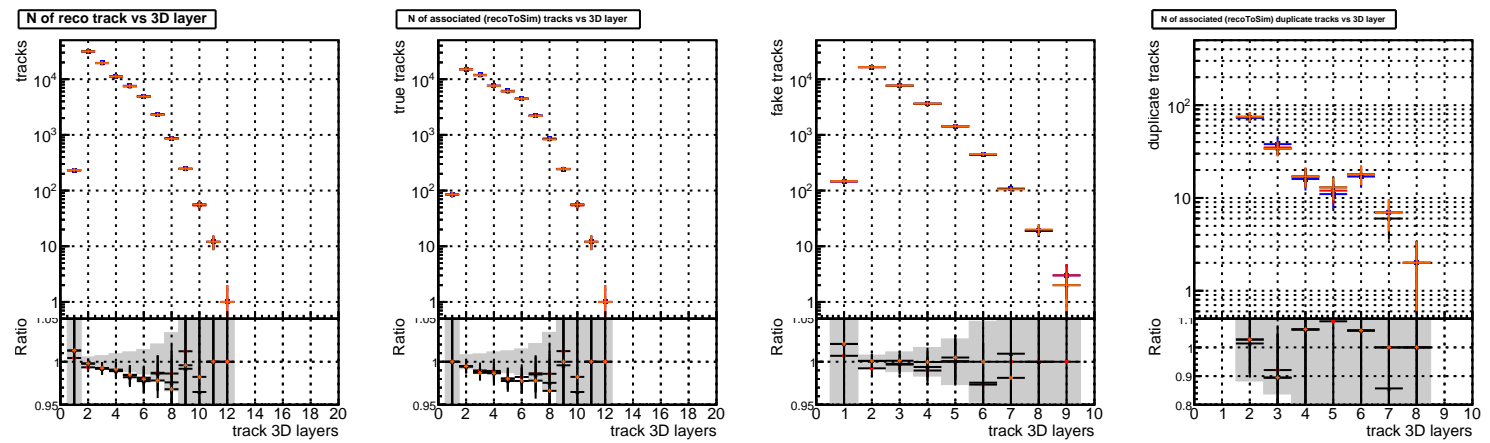 N of reco track vs 3D layer
tracks
10⁴
10³
10²
10
1
Ratio
1.05
1
0.95
0 2 4 6 8 10 12 14 16 18 20
track 3D layers
N of associated (recoToSim) tracks vs 3D layer
true tracks
10⁴
10³
10²
10
1
Ratio
1.05
1
0.95
0 2 4 6 8 10 12 14 16 18 20
track 3D layers
fake tracks
10⁴
10³
10²
10
1
Ratio
1.05
1
0.95
0 1 2 3 4 5 6 7 8 9 10
track 3D layers
N of associated (recoToSim) duplicate tracks vs 3D layer
duplicate tracks
10²
10
1
Ratio
1.1
1
0.9
0.8
0 1 2 3 4 5 6 7 8 9 10
track 3D layers